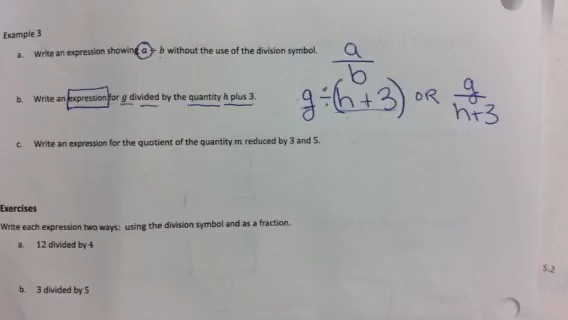 Example 3
a. Write an expression showing a ÷ b without the use of the division symbol.
a
b
b. Write an expression for g divided by the quantity h plus 3.
g ÷ (h + 3) OR g
h+3
c. Write an expression for the quotient of the quantity m reduced by 3 and 5.
Exercises
Write each expression two ways: using the division symbol and as a fraction.
a. 12 divided by 4
5.2
b. 3 divided by 5